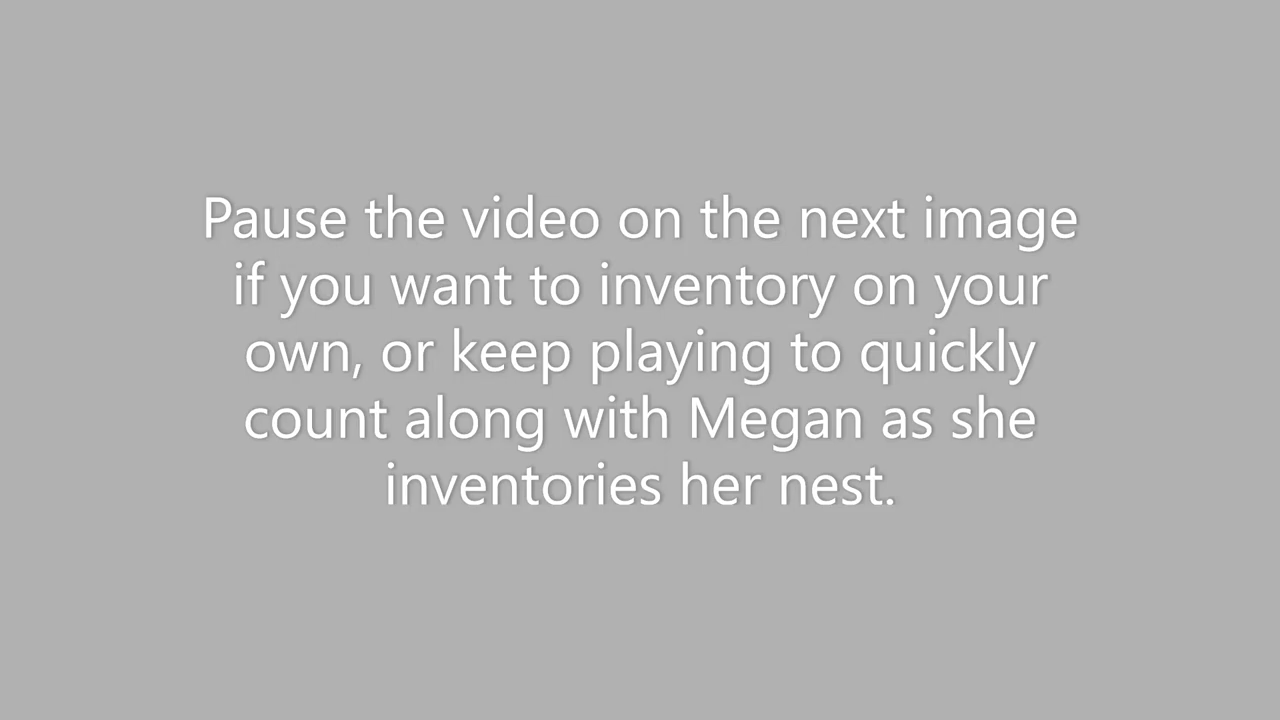 Pause the video on the next image
if you want to inventory on your
own, or keep playing to quickly
count along with Megan as she
inventories her nest.